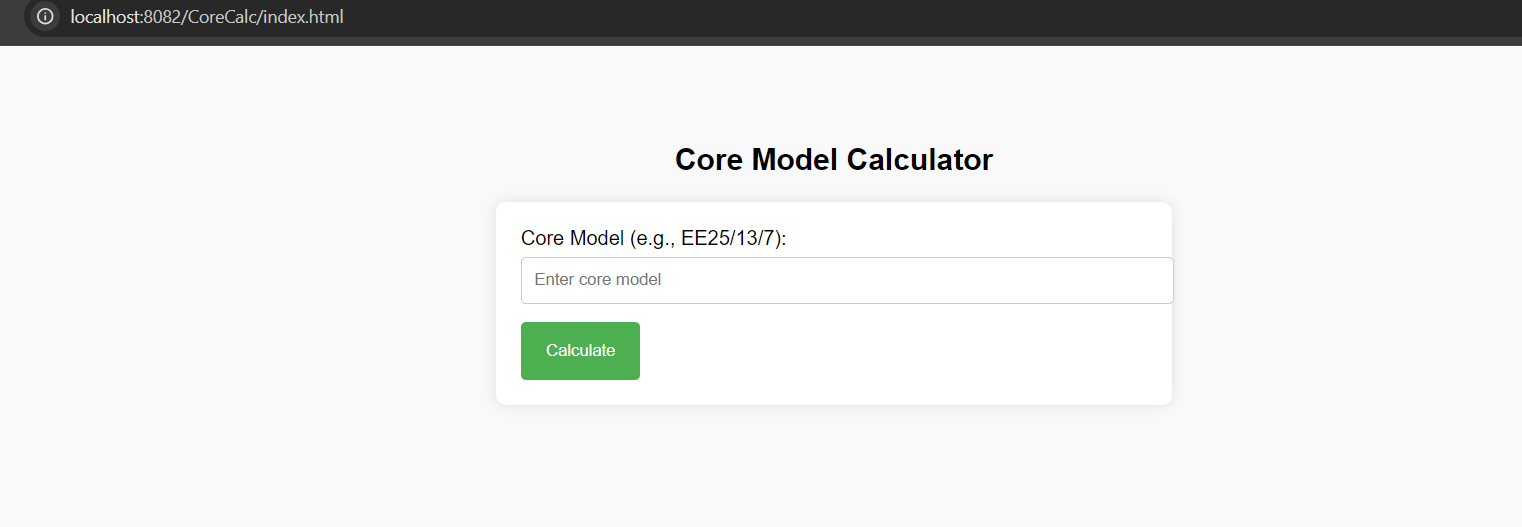 localhost:8082/CoreCalc/index.html
Core Model Calculator
Core Model (e.g., EE25/13/7):
Enter core model
Calculate